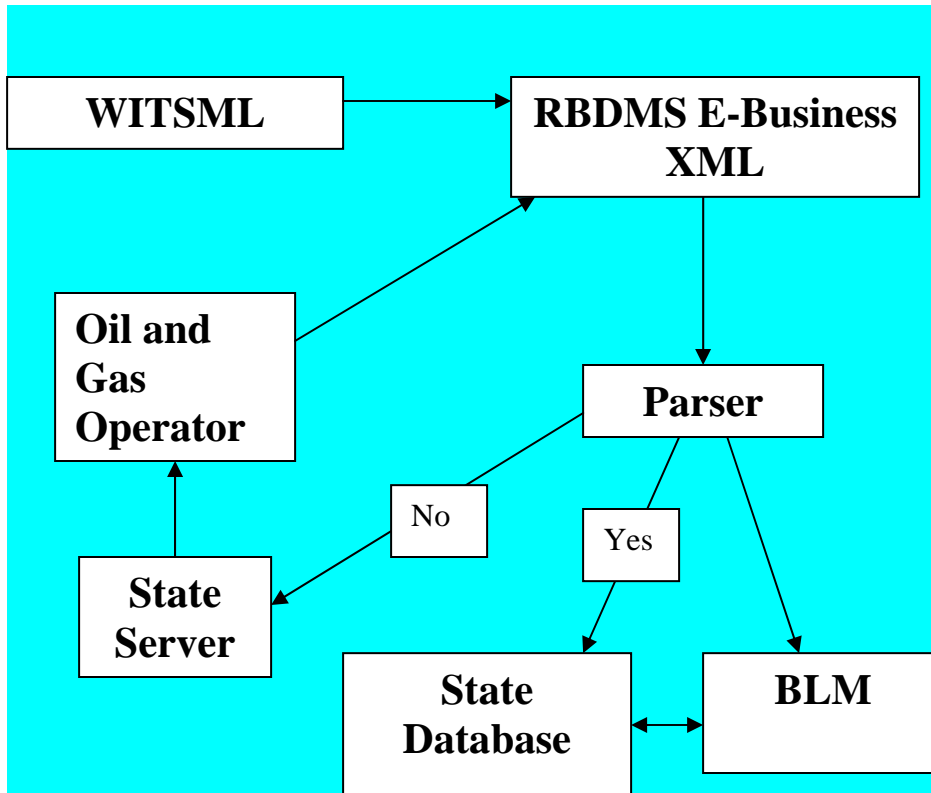 WITSML
RBDMS E-Business
XML
Oil and
Gas
Operator
Parser
No
Yes
State
Server
State
Database
BLM